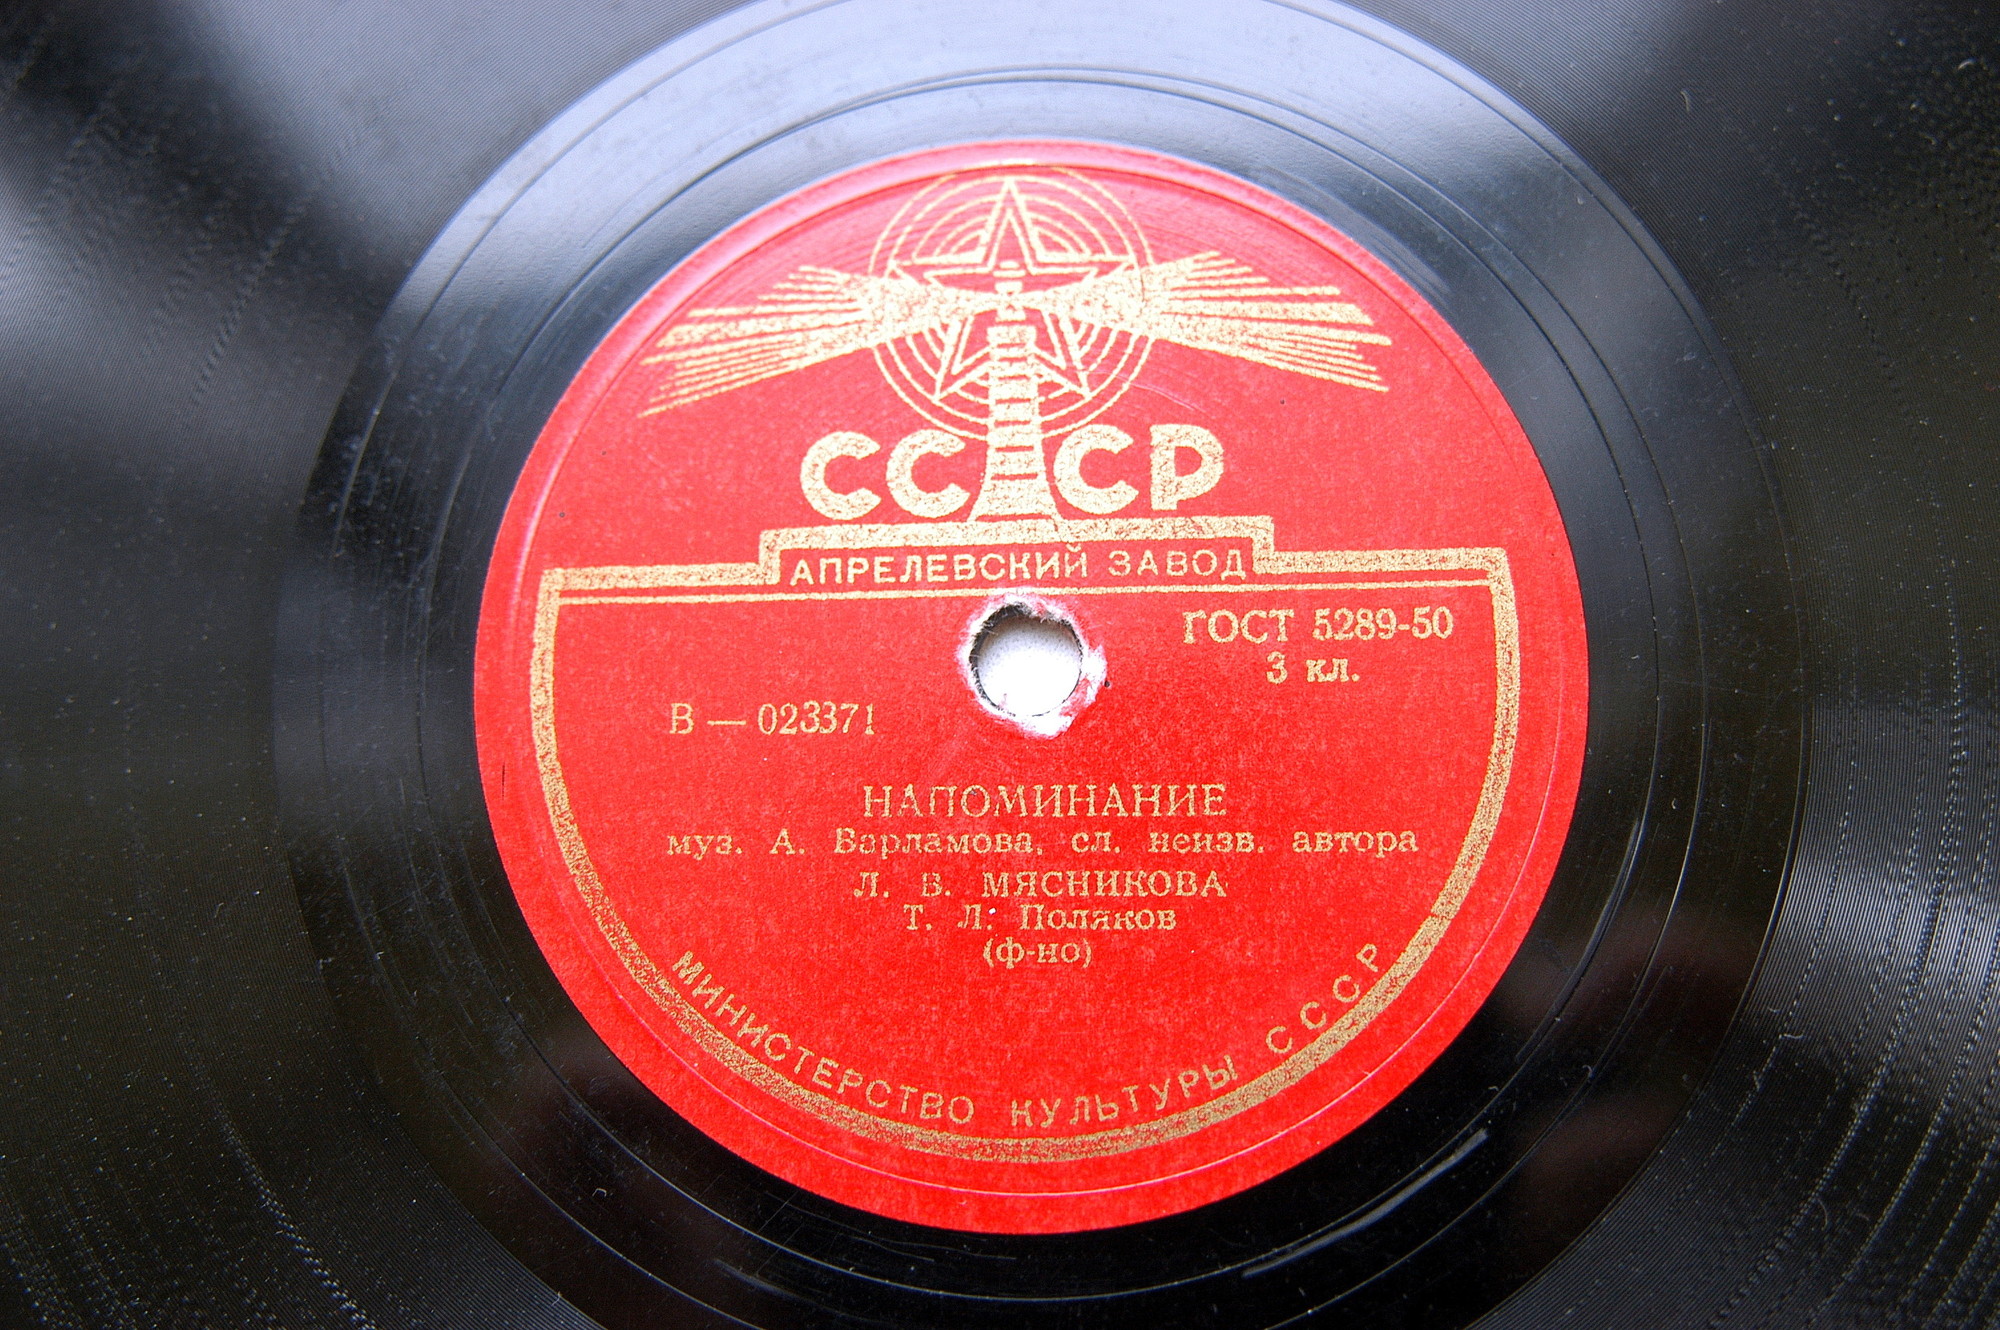 СССР
АПРЕЛЕВСКИЙ ЗАВОД
ГОСТ 5289-50
3 кл.
В — 023371
НАПОМИНАНИЕ
муз. А. Варламова, сл. неизв. автора
Л. В. МЯСНИКОВА
Т. Л. Поляков
(ф-но)
МИНИСТЕРСТВО КУЛЬТУРЫ СССР